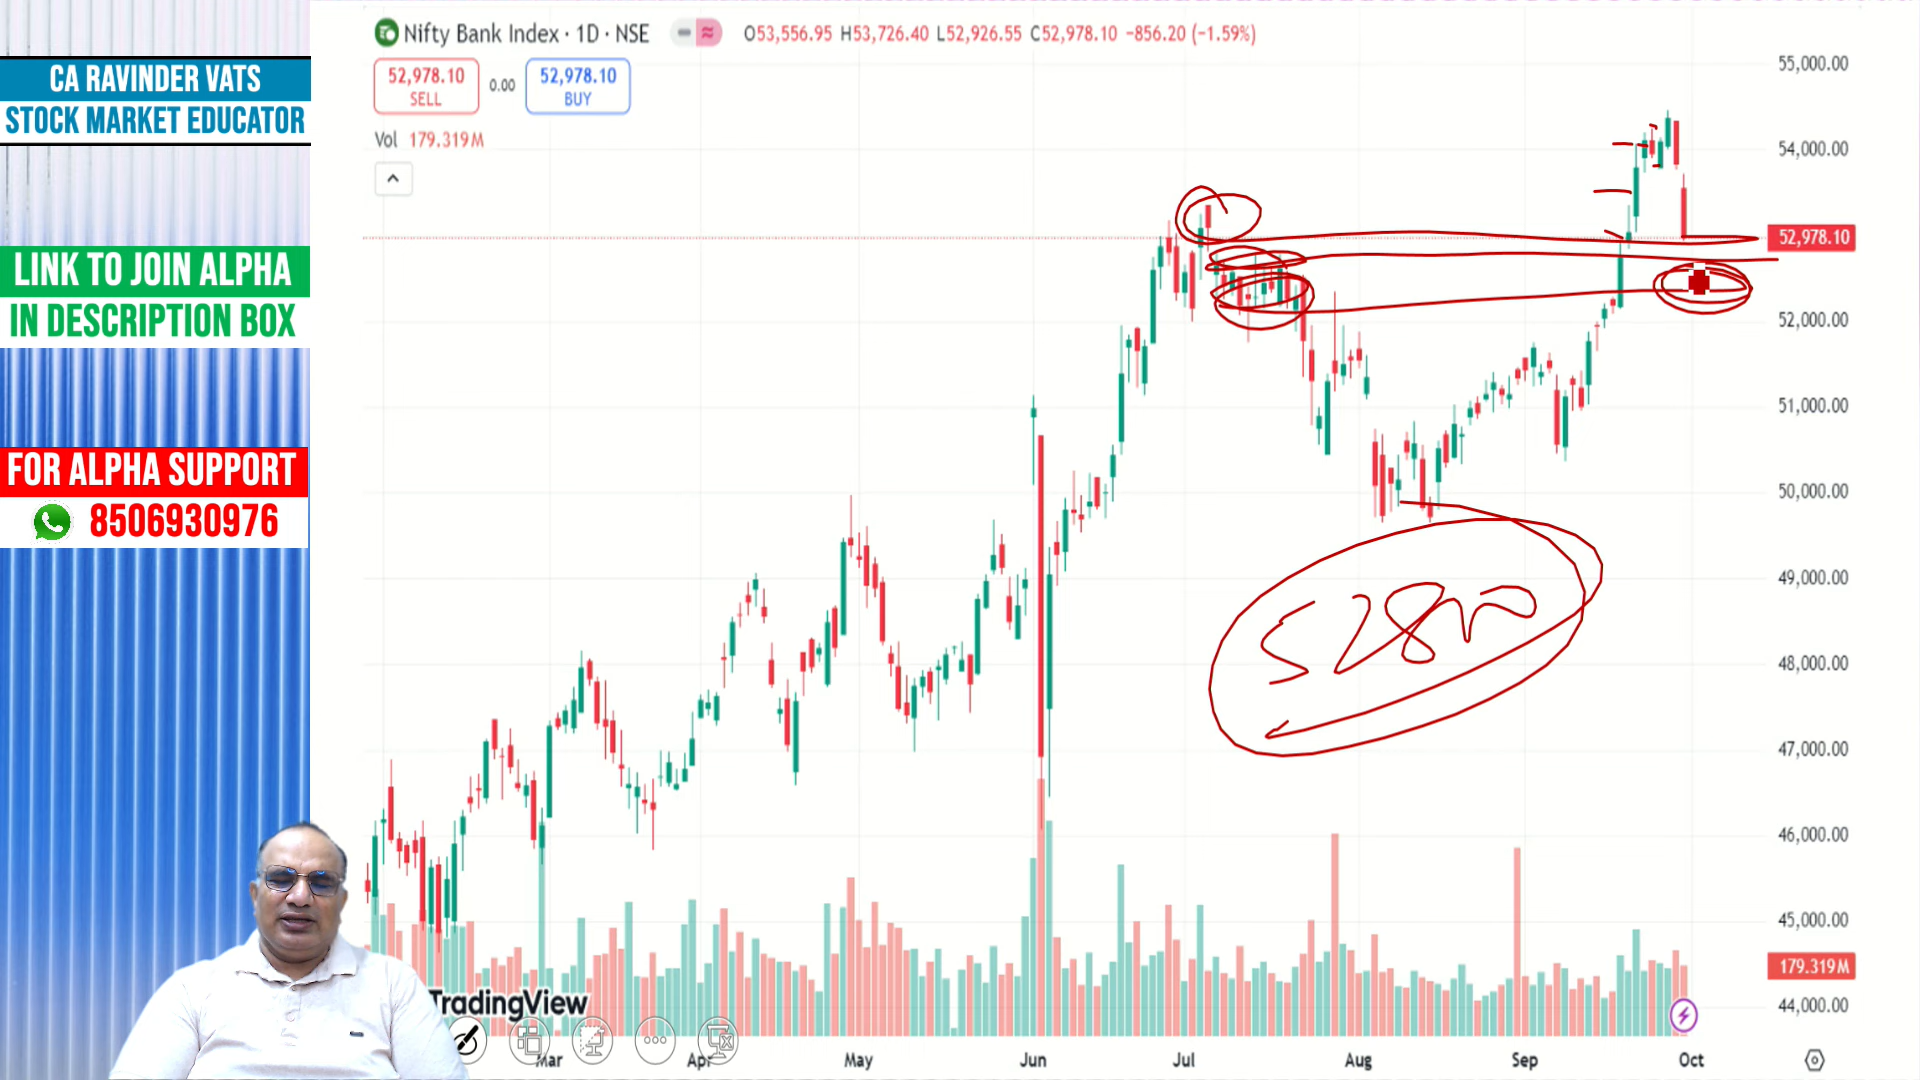 CA RAVINDER VATS
STOCK MARKET EDUCATOR
LINK TO JOIN ALPHA
IN DESCRIPTION BOX
FOR ALPHA SUPPORT
8506930976
Nifty Bank Index · 1D · NSE
O53,556.95 H53,726.40 L52,926.55 C52,978.10 −856.20 (−1.59%)
52,978.10
SELL
0.00
52,978.10
BUY
Vol 179.319M
55,000.00
54,000.00
52,978.10
52,000.00
51,000.00
50,000.00
49,000.00
48,000.00
47,000.00
46,000.00
45,000.00
179.319M
44,000.00
52800
TradingView
Mar
Apr
May
Jun
Jul
Aug
Sep
Oct